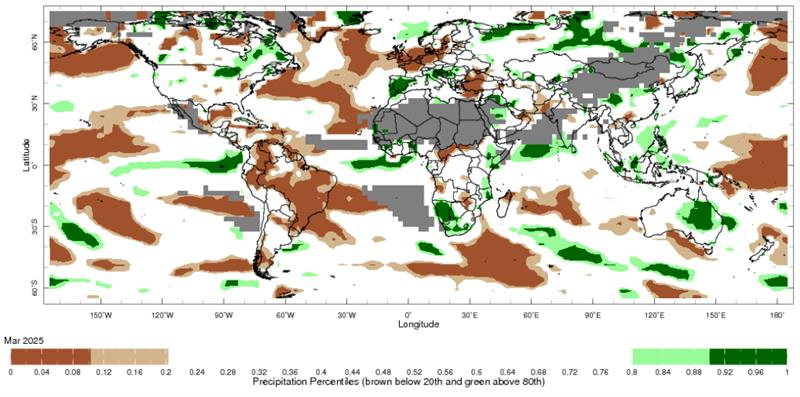 60°N
30°N
0°
30°S
60°S
Latitude
150°W 120°W 90°W 60°W 30°W 0° 30°E 60°E 90°E 120°E 150°E 180°
Longitude
Mar 2025
0 0.04 0.08 0.12 0.16 0.2 0.24 0.28 0.32 0.36 0.4 0.44 0.48 0.52 0.56 0.6 0.64 0.68 0.72 0.76 0.8 0.84 0.88 0.92 0.96 1
Precipitation Percentiles (brown below 20th and green above 80th)